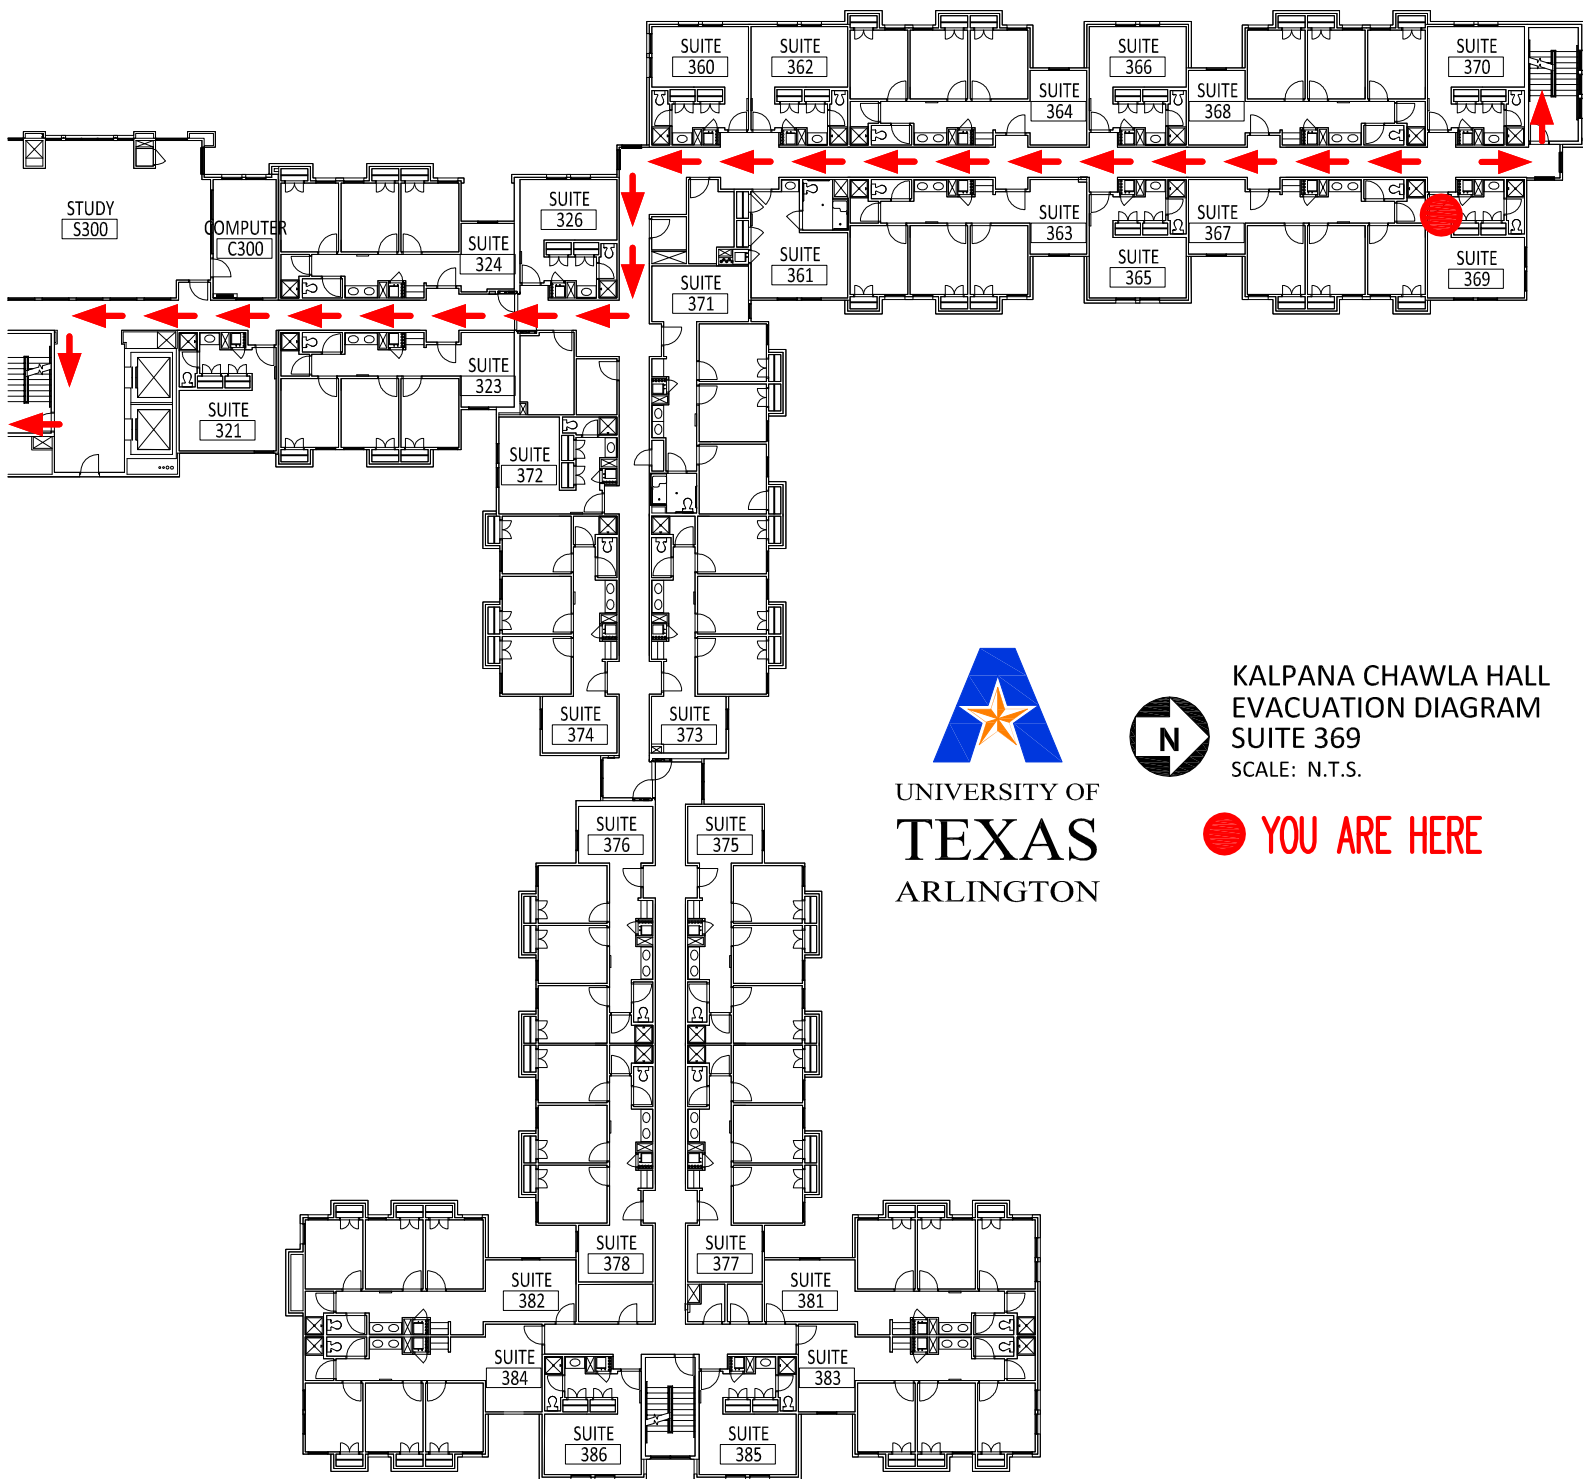 SUITE
360
SUITE
362
SUITE
364
SUITE
366
SUITE
368
SUITE
370
STUDY
S300
COMPUTER
C300
SUITE
324
SUITE
326
SUITE
361
SUITE
363
SUITE
365
SUITE
367
SUITE
369
SUITE
371
SUITE
321
SUITE
323
SUITE
372
SUITE
374
SUITE
373
SUITE
376
SUITE
375
UNIVERSITY OF
TEXAS
ARLINGTON
N
KALPANA CHAWLA HALL
EVACUATION DIAGRAM
SUITE 369
SCALE: N.T.S.
YOU ARE HERE
SUITE
378
SUITE
377
SUITE
382
SUITE
381
SUITE
384
SUITE
383
SUITE
386
SUITE
385